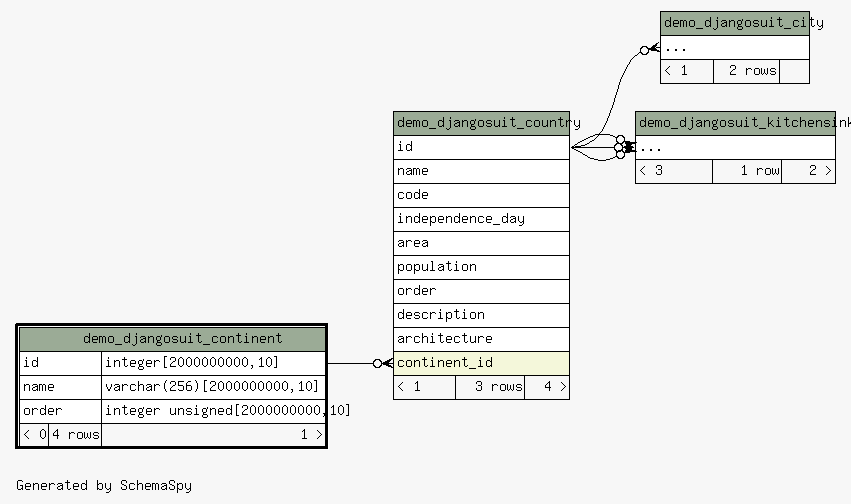 demo_djangosuit_city
...
< 1 2 rows
demo_djangosuit_country
id
name
code
independence_day
area
population
order
description
architecture
continent_id
< 1 3 rows 4 >
demo_djangosuit_kitchensink
...
< 3 1 row 2 >
demo_djangosuit_continent
id integer[2000000000,10]
name varchar(256)[2000000000,10]
order integer unsigned[2000000000,10]
< 0 4 rows 1 >
Generated by SchemaSpy